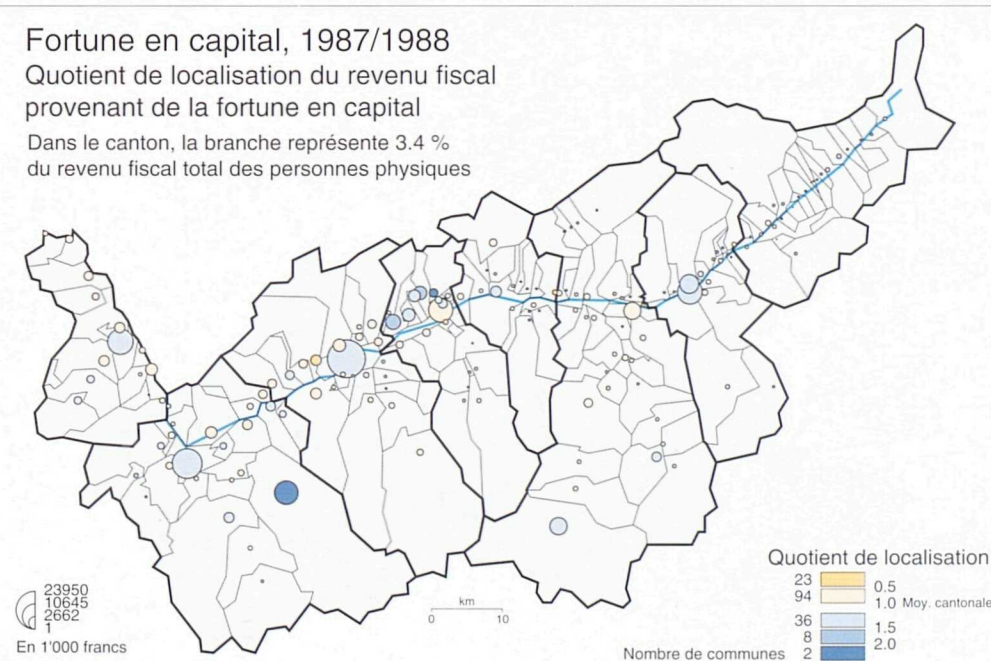 Fortune en capital, 1987/1988
Quotient de localisation du revenu fiscal
provenant de la fortune en capital
Dans le canton, la branche représente 3.4 %
du revenu fiscal total des personnes physiques
23950
10645
2662
1
En 1'000 francs
km
0 10
Quotient de localisation
23
0.5
94
1.0 Moy. cantonale
36
1.5
8
2.0
Nombre de communes 2